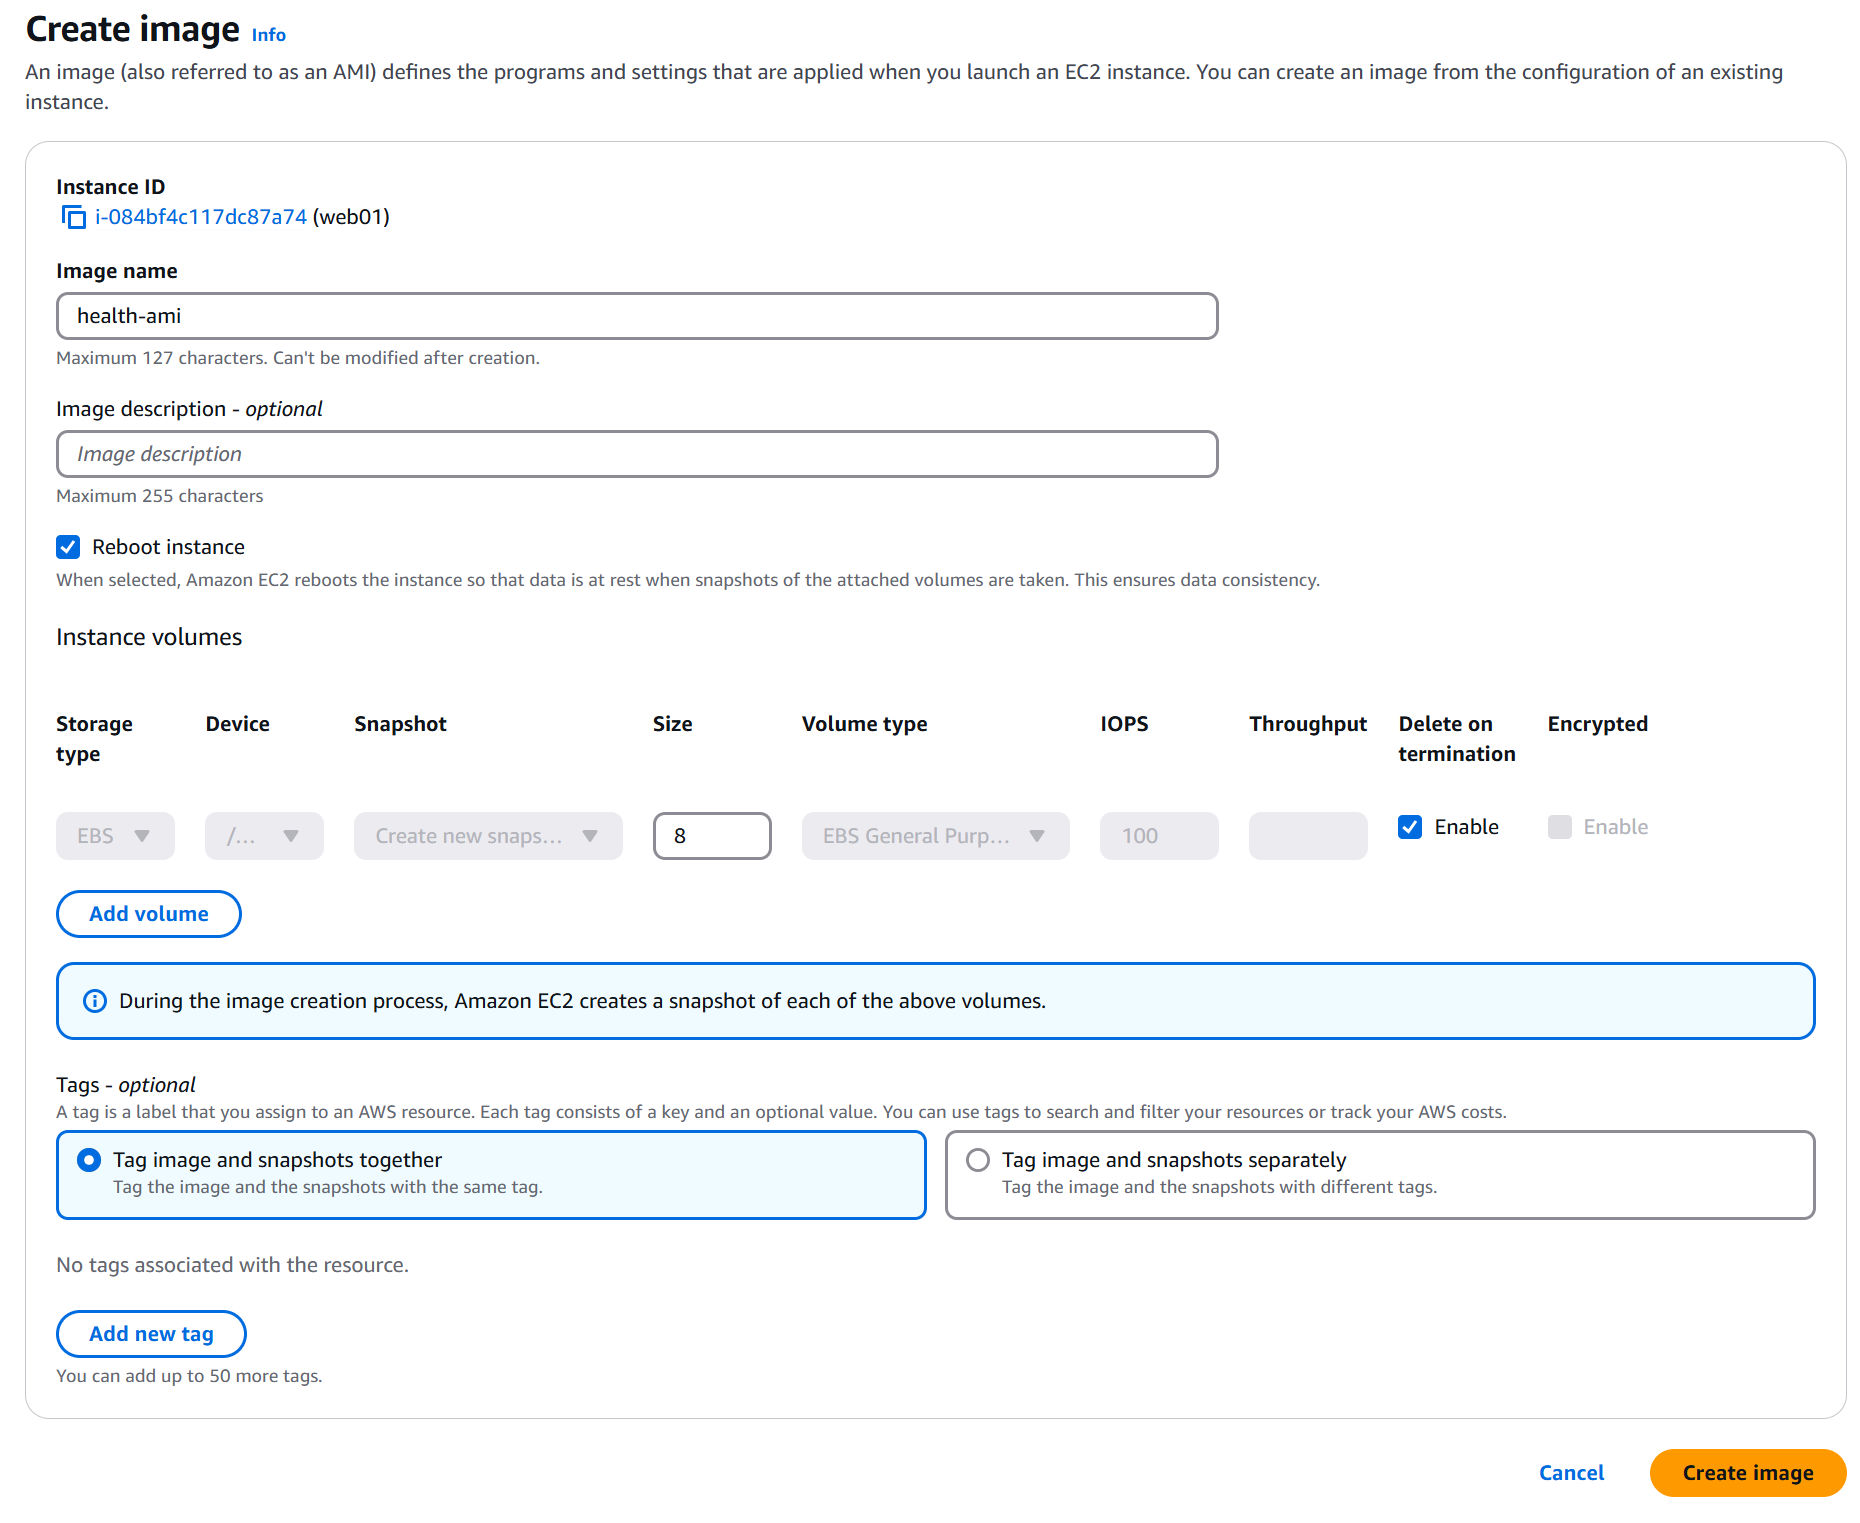 Create image Info
An image (also referred to as an AMI) defines the programs and settings that are applied when you launch an EC2 instance. You can create an image from the configuration of an existing
instance.
Instance ID
i-084bf4c117dc87a74 (web01)
Image name
health-ami
Maximum 127 characters. Can't be modified after creation.
Image description - optional
Image description
Maximum 255 characters
Reboot instance
When selected, Amazon EC2 reboots the instance so that data is at rest when snapshots of the attached volumes are taken. This ensures data consistency.
Instance volumes
Storage type Device Snapshot Size Volume type IOPS Throughput Delete on termination Encrypted
EBS /... Create new snaps... 8 EBS General Purp... 100 Enable Enable
Add volume
During the image creation process, Amazon EC2 creates a snapshot of each of the above volumes.
Tags - optional
A tag is a label that you assign to an AWS resource. Each tag consists of a key and an optional value. You can use tags to search and filter your resources or track your AWS costs.
Tag image and snapshots together
Tag the image and the snapshots with the same tag.
Tag image and snapshots separately
Tag the image and the snapshots with different tags.
No tags associated with the resource.
Add new tag
You can add up to 50 more tags.
Cancel Create image